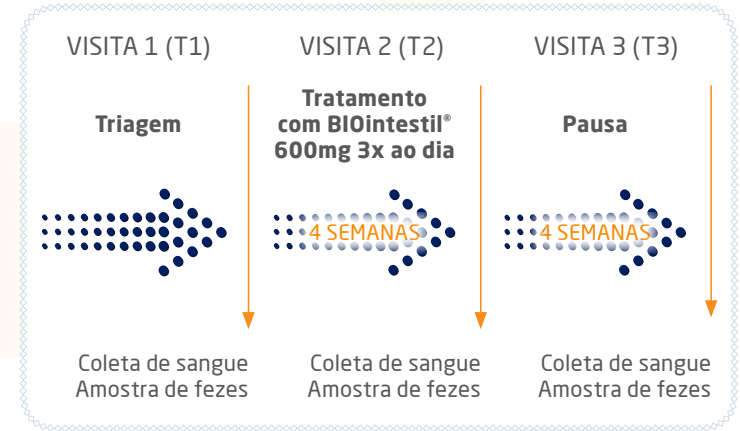 VISITA 1 (T1)
Triagem
Coleta de sangue
Amostra de fezes
VISITA 2 (T2)
Tratamento
com BIOintestil®
600mg 3x ao dia
4 SEMANAS
Coleta de sangue
Amostra de fezes
VISITA 3 (T3)
Pausa
4 SEMANAS
Coleta de sangue
Amostra de fezes